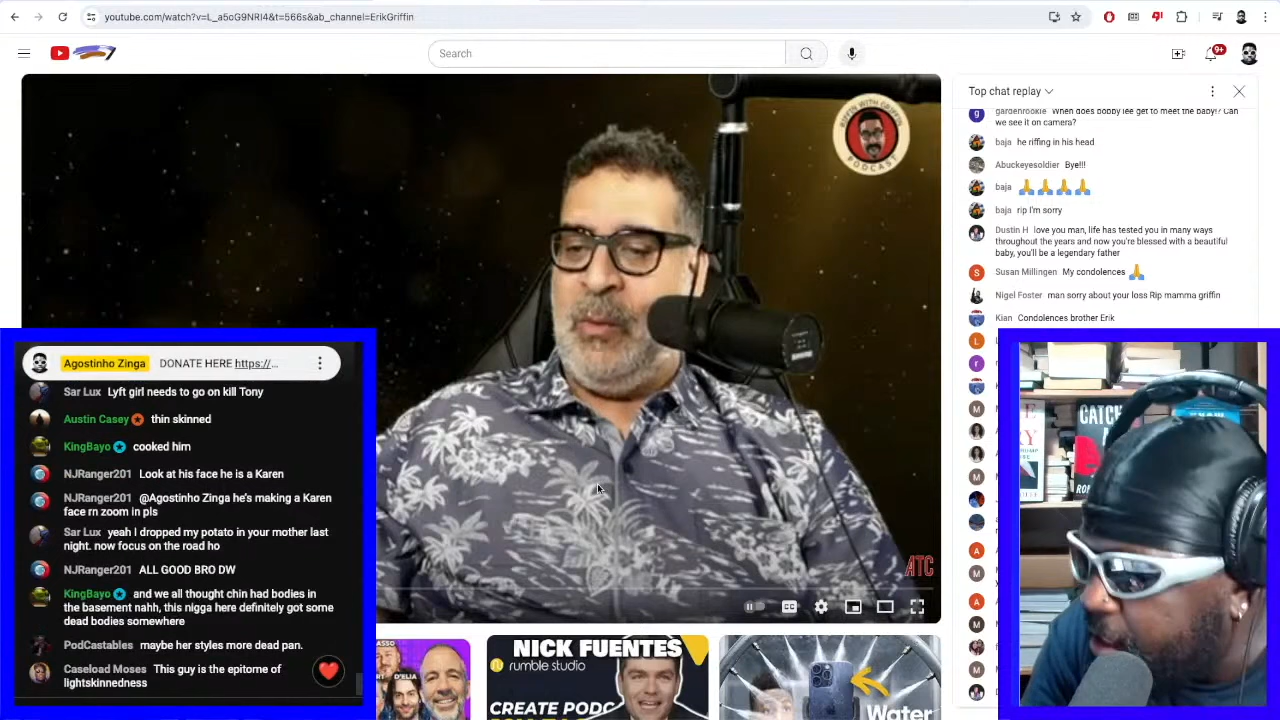 youtube.com/watch?v=L_a5oG9NRI4&t=566s&ab_channel=ErikGriffin
Search
9+
RIFFIN WITH GRIFFIN
PODCAST
ATC
Top chat replay
gardenrookie When does bobby lee get to meet the baby!? Can
we see it on camera?
baja he riffing in his head
Abuckeyesoldier Bye!!!
baja 🙏🙏🙏🙏
baja rip I'm sorry
Dustin H love you man, life has tested you in many ways
throughout the years and now you're blessed with a beautiful
baby, you'll be a legendary father
Susan Millingen My condolences 🙏
Nigel Foster man sorry about your loss Rip mamma griffin
Kian Condolences brother Erik
Agostinho Zinga DONATE HERE https://...
Sar Lux Lyft girl needs to go on kill Tony
Austin Casey thin skinned
KingBayo cooked him
NJRanger201 Look at his face he is a Karen
NJRanger201 @Agostinho Zinga he's making a Karen
face rn zoom in pls
Sar Lux yeah I dropped my potato in your mother last
night. now focus on the road ho
NJRanger201 ALL GOOD BRO DW
KingBayo and we all thought chin had bodies in
the basement nahh, this nigga here definitely got some
dead bodies somewhere
PodCastables maybe her styles more dead pan.
Caseload Moses This guy is the epitome of
lightskinnedness
CATCH
NICK FUENTES
rumble studio
CREATE PODC
Water